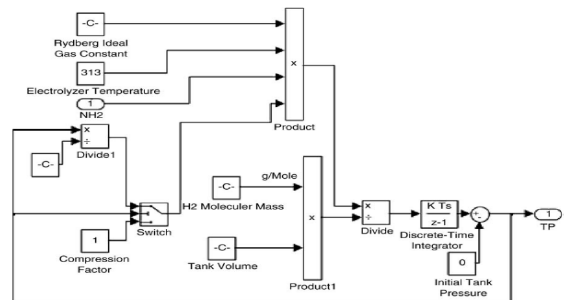 -C-
Rydberg Ideal
Gas Constant
313
Electrolyzer Temperature
1
NH2
×
Product
×
÷
Divide1
-C-
Switch
1
Compression
Factor
g/Mole
-C-
H2 Moleculer Mass
-C-
Tank Volume
×
Product1
×
÷
Divide
K Ts
z-1
Discrete-Time
Integrator
0
Initial Tank
Pressure
1
TP